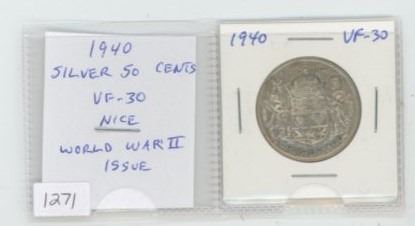 1940
SILVER 50 CENTS
VF-30
NICE
WORLD WAR II
ISSUE
1271
1940 VF-30